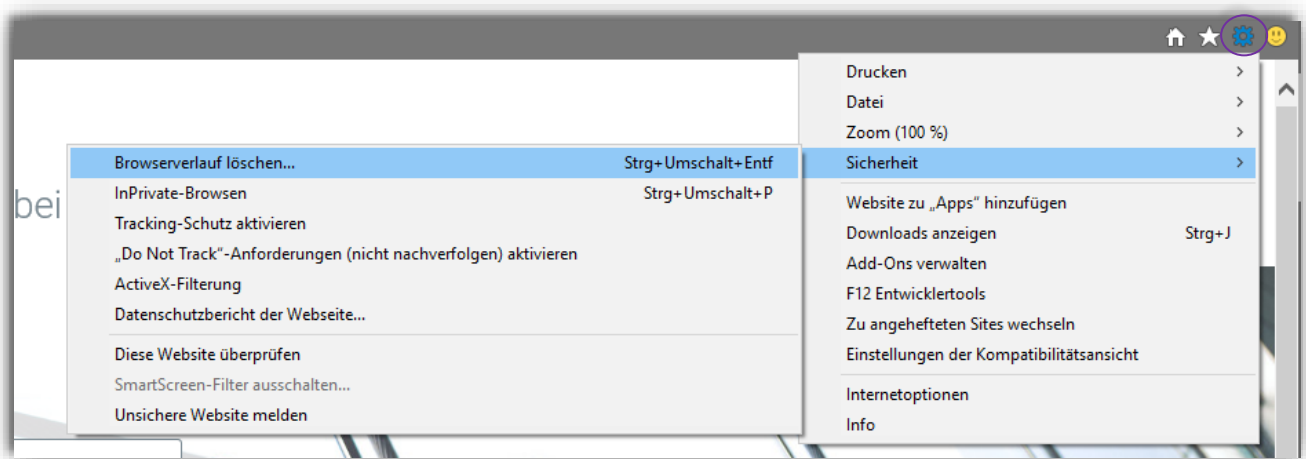 Drucken
Datei
Zoom (100 %)
Sicherheit
Website zu „Apps“ hinzufügen
Downloads anzeigen Strg+J
Add-Ons verwalten
F12 Entwicklertools
Zu angehefteten Sites wechseln
Einstellungen der Kompatibilitätsansicht
Internetoptionen
Info
bei
Browserverlauf löschen... Strg+Umschalt+Entf
InPrivate-Browsen Strg+Umschalt+P
Tracking-Schutz aktivieren
„Do Not Track“-Anforderungen (nicht nachverfolgen) aktivieren
ActiveX-Filterung
Datenschutzbericht der Webseite...
Diese Website überprüfen
SmartScreen-Filter ausschalten...
Unsichere Website melden